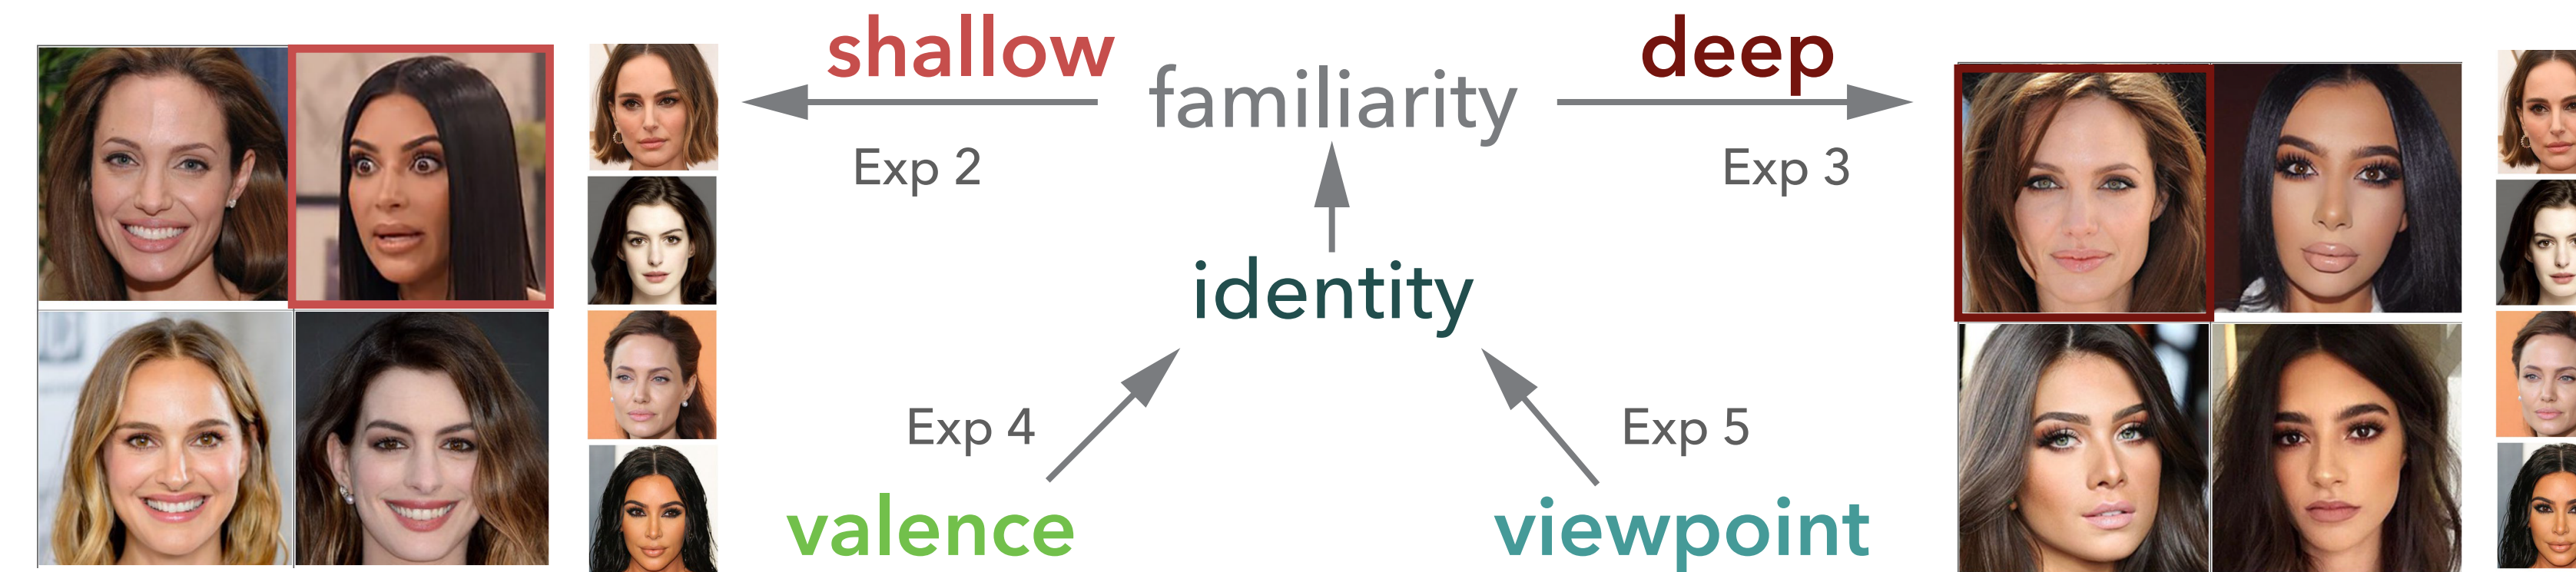 shallow
deep
familiarity
Exp 2
Exp 3
identity
Exp 4
Exp 5
valence
viewpoint